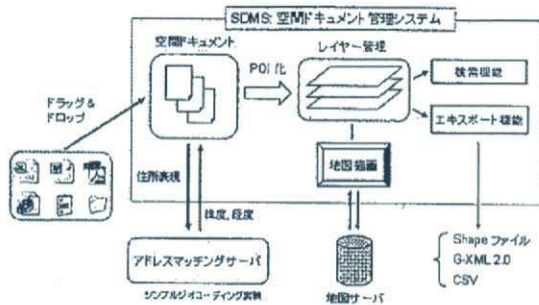 SDMS: 空間ドキュメント管理システム
空間ドキュメント
レイヤー管理
POI化
検索機能
エキスポート機能
ドラッグ&
ドロップ
地図描画
住所表現
緯度、経度
アドレスマッチングサーバ
シンプルジオコーディング実験
地図サーバ
Shape ファイル
G-XML 2.0
CSV